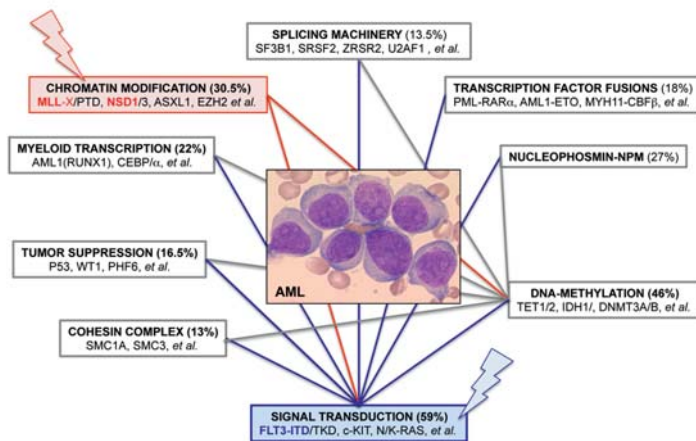 SPLICING MACHINERY (13.5%)
SF3B1, SRSF2, ZRSR2, U2AF1 , et al.
CHROMATIN MODIFICATION (30.5%)
MLL-X/PTD, NSD1/3, ASXL1, EZH2 et al.
TRANSCRIPTION FACTOR FUSIONS (18%)
PML-RARα, AML1-ETO, MYH11-CBFβ, et al.
MYELOID TRANSCRIPTION (22%)
AML1(RUNX1), CEBP/α, et al.
NUCLEOPHOSMIN-NPM (27%)
TUMOR SUPPRESSION (16.5%)
P53, WT1, PHF6, et al.
AML
DNA-METHYLATION (46%)
TET1/2, IDH1/, DNMT3A/B, et al.
COHESIN COMPLEX (13%)
SMC1A, SMC3, et al.
SIGNAL TRANSDUCTION (59%)
FLT3-ITD/TKD, c-KIT, N/K-RAS, et al.